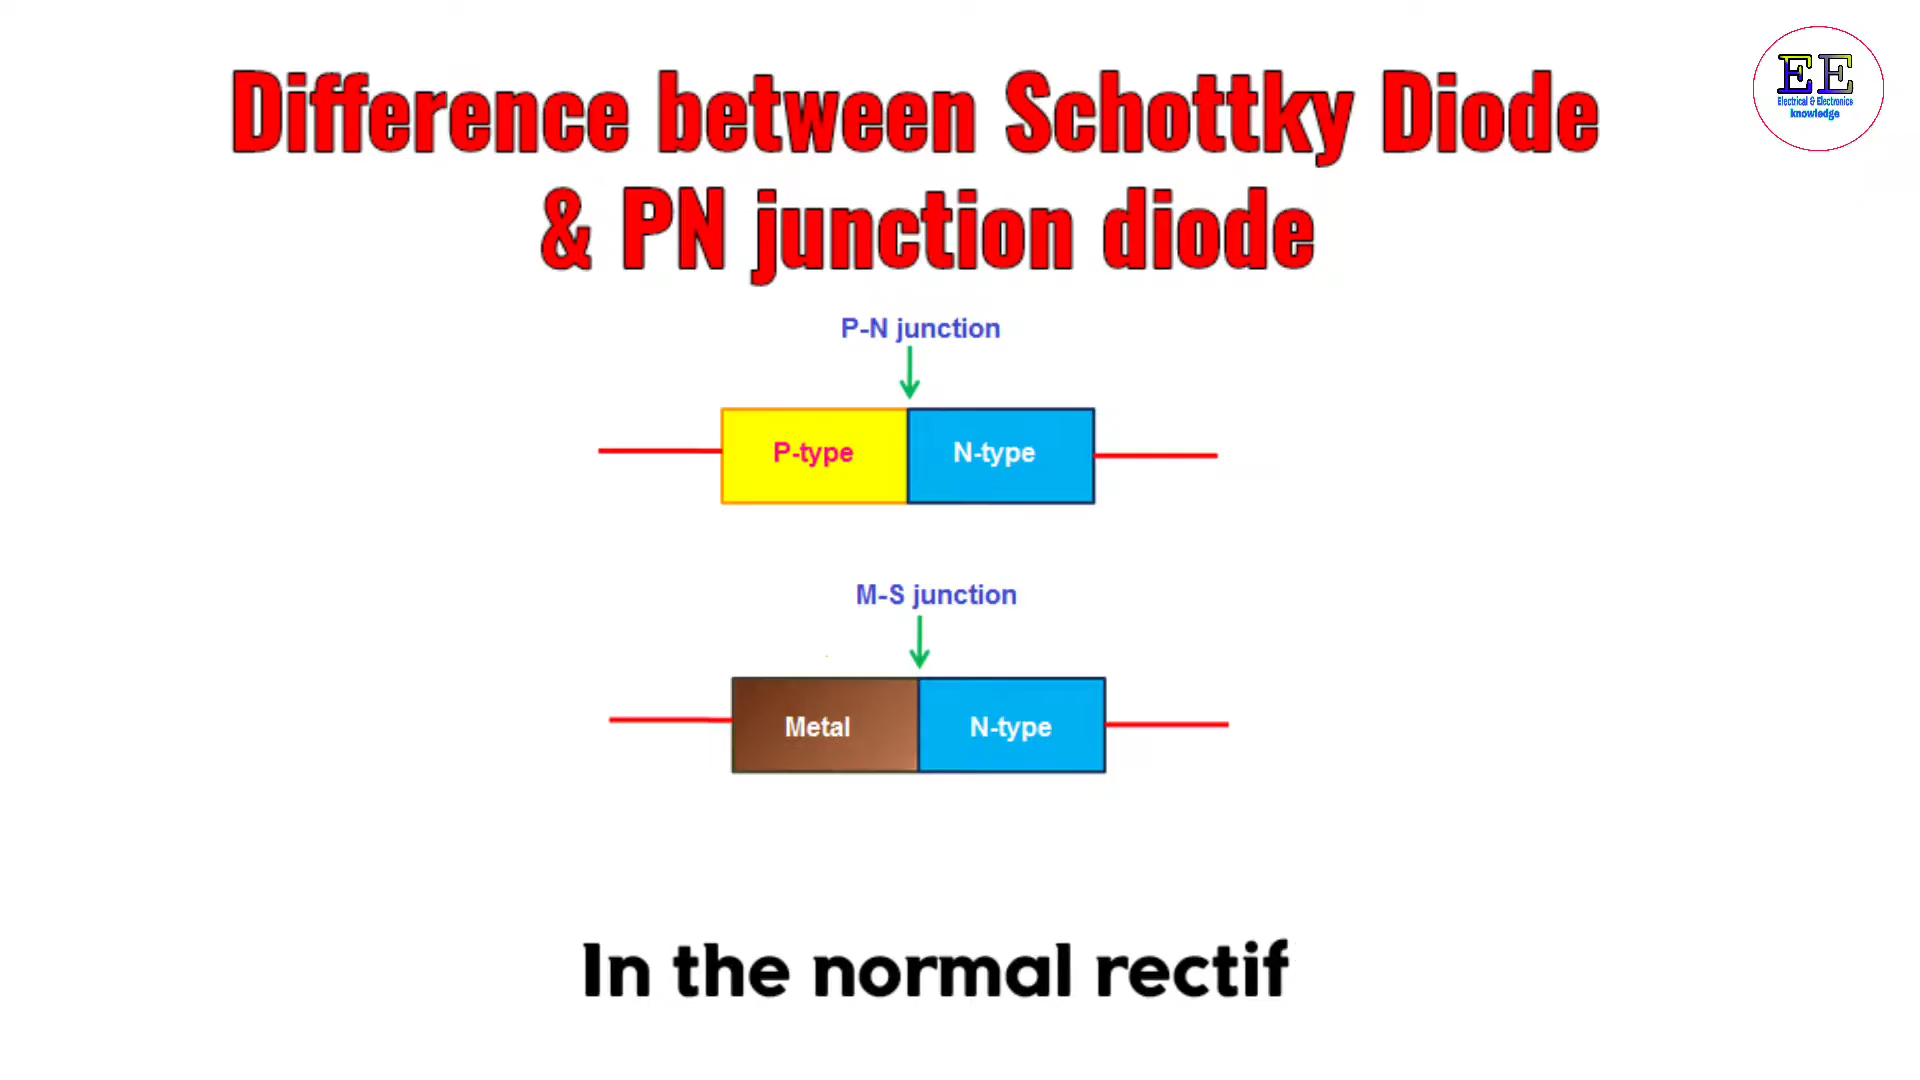 Difference between Schottky Diode
& PN junction diode
EE
Electrical & Electronics
knowledge
P-N junction
P-type
N-type
M-S junction
Metal
N-type
In the normal rectif